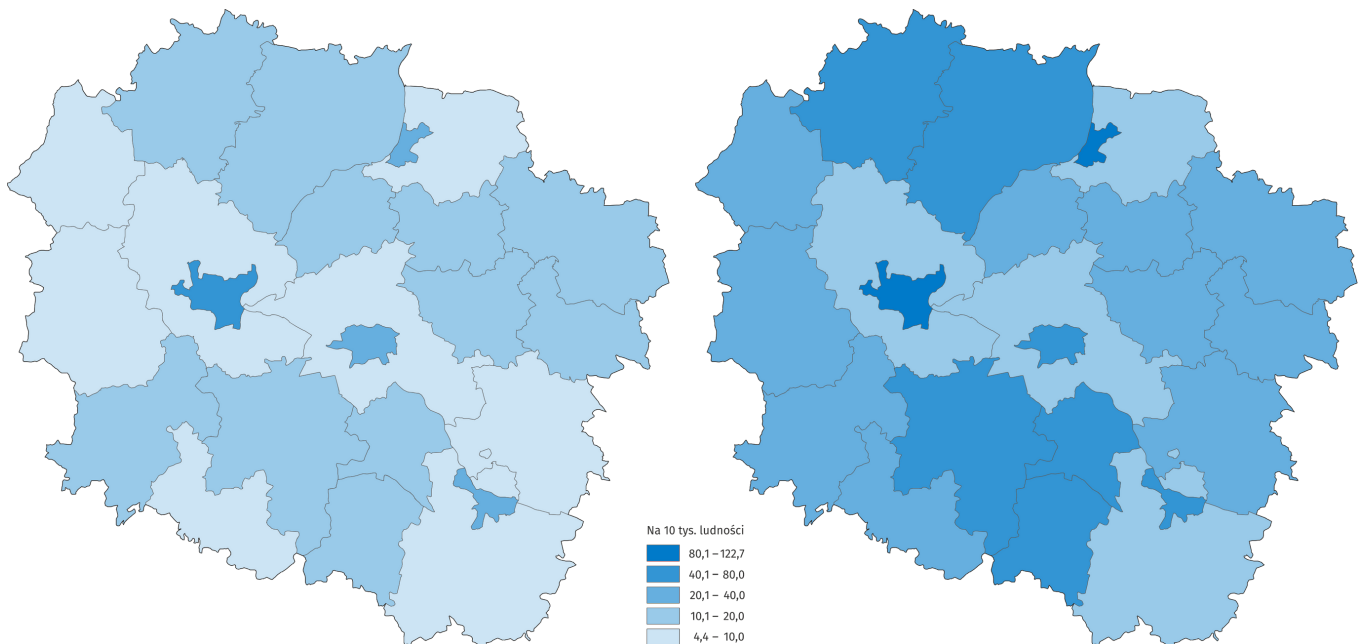 Na 10 tys. ludności
80,1 – 122,7
40,1 – 80,0
20,1 – 40,0
10,1 – 20,0
4,4 – 10,0